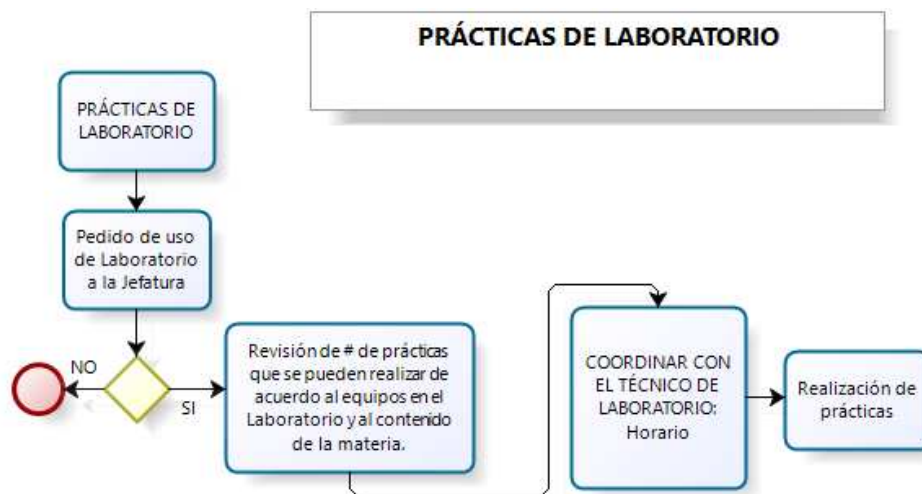 PRÁCTICAS DE LABORATORIO
PRÁCTICAS DE
LABORATORIO
Pedido de uso
de Laboratorio
a la Jefatura
NO
SI
Revisión de # de prácticas
que se pueden realizar de
acuerdo al equipos en el
Laboratorio y al contenido
de la materia.
COORDINAR CON
EL TÉCNICO DE
LABORATORIO:
Horario
Realización de
prácticas